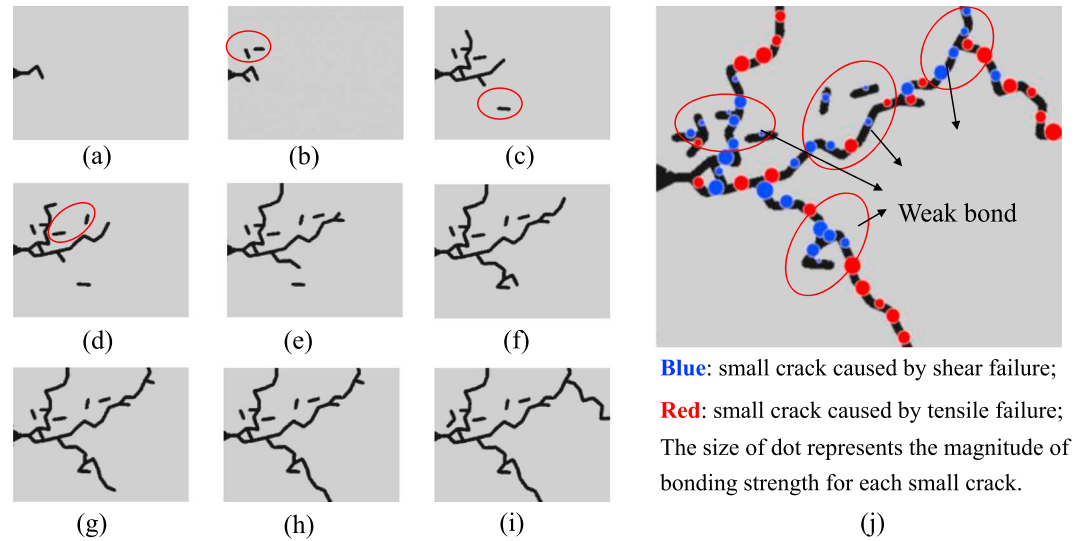 (a)
(b)
(c)
(d)
(e)
(f)
(g)
(h)
(i)
Weak bond
Blue: small crack caused by shear failure;
Red: small crack caused by tensile failure;
The size of dot represents the magnitude of
bonding strength for each small crack.
(j)